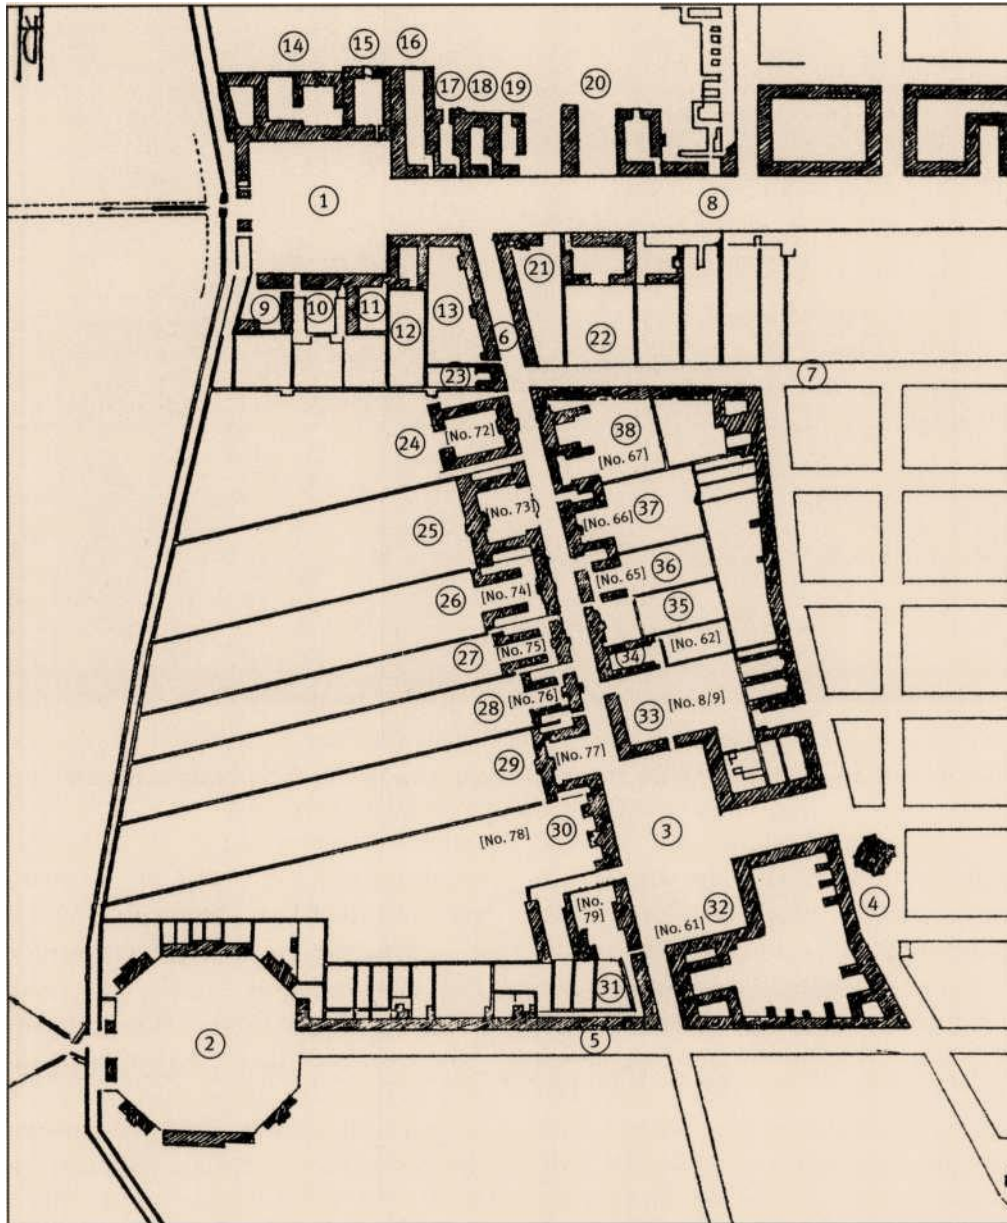 14 15 16
17 18 19 20
1 8
9 10 11 12 13 21 22
6
23 7
24 [No. 72] 38
[No. 67]
25 [No. 73] [No. 66] 37
26 [No. 74] [No. 65] 36
35
27 [No. 75] 34 [No. 62]
28 [No. 76] 33 [No. 8/9]
29 [No. 77]
[No. 78] 30 3
[No.
79]
32 4
[No. 61]
31
2 5